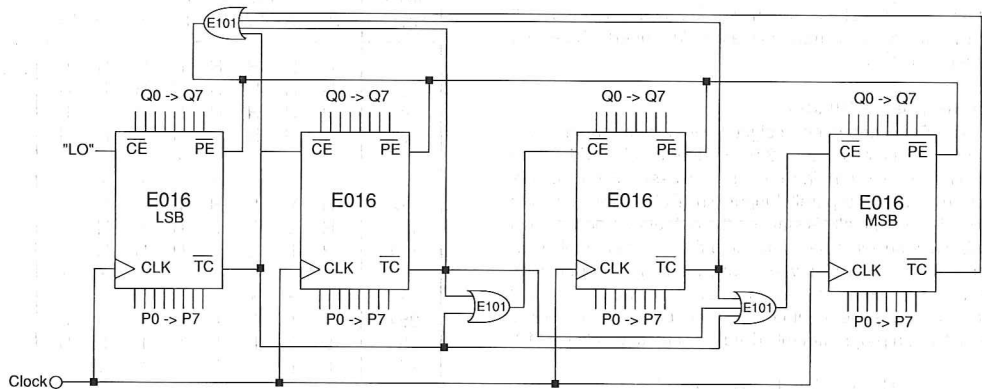 E101
Q0 -> Q7
Q0 -> Q7
Q0 -> Q7
Q0 -> Q7
"LO"
CE PE
CE PE
CE PE
CE PE
E016
LSB
E016
E016
E016
MSB
CLK TC
CLK TC
CLK TC
CLK TC
E101
E101
P0 -> P7
P0 -> P7
P0 -> P7
P0 -> P7
Clock